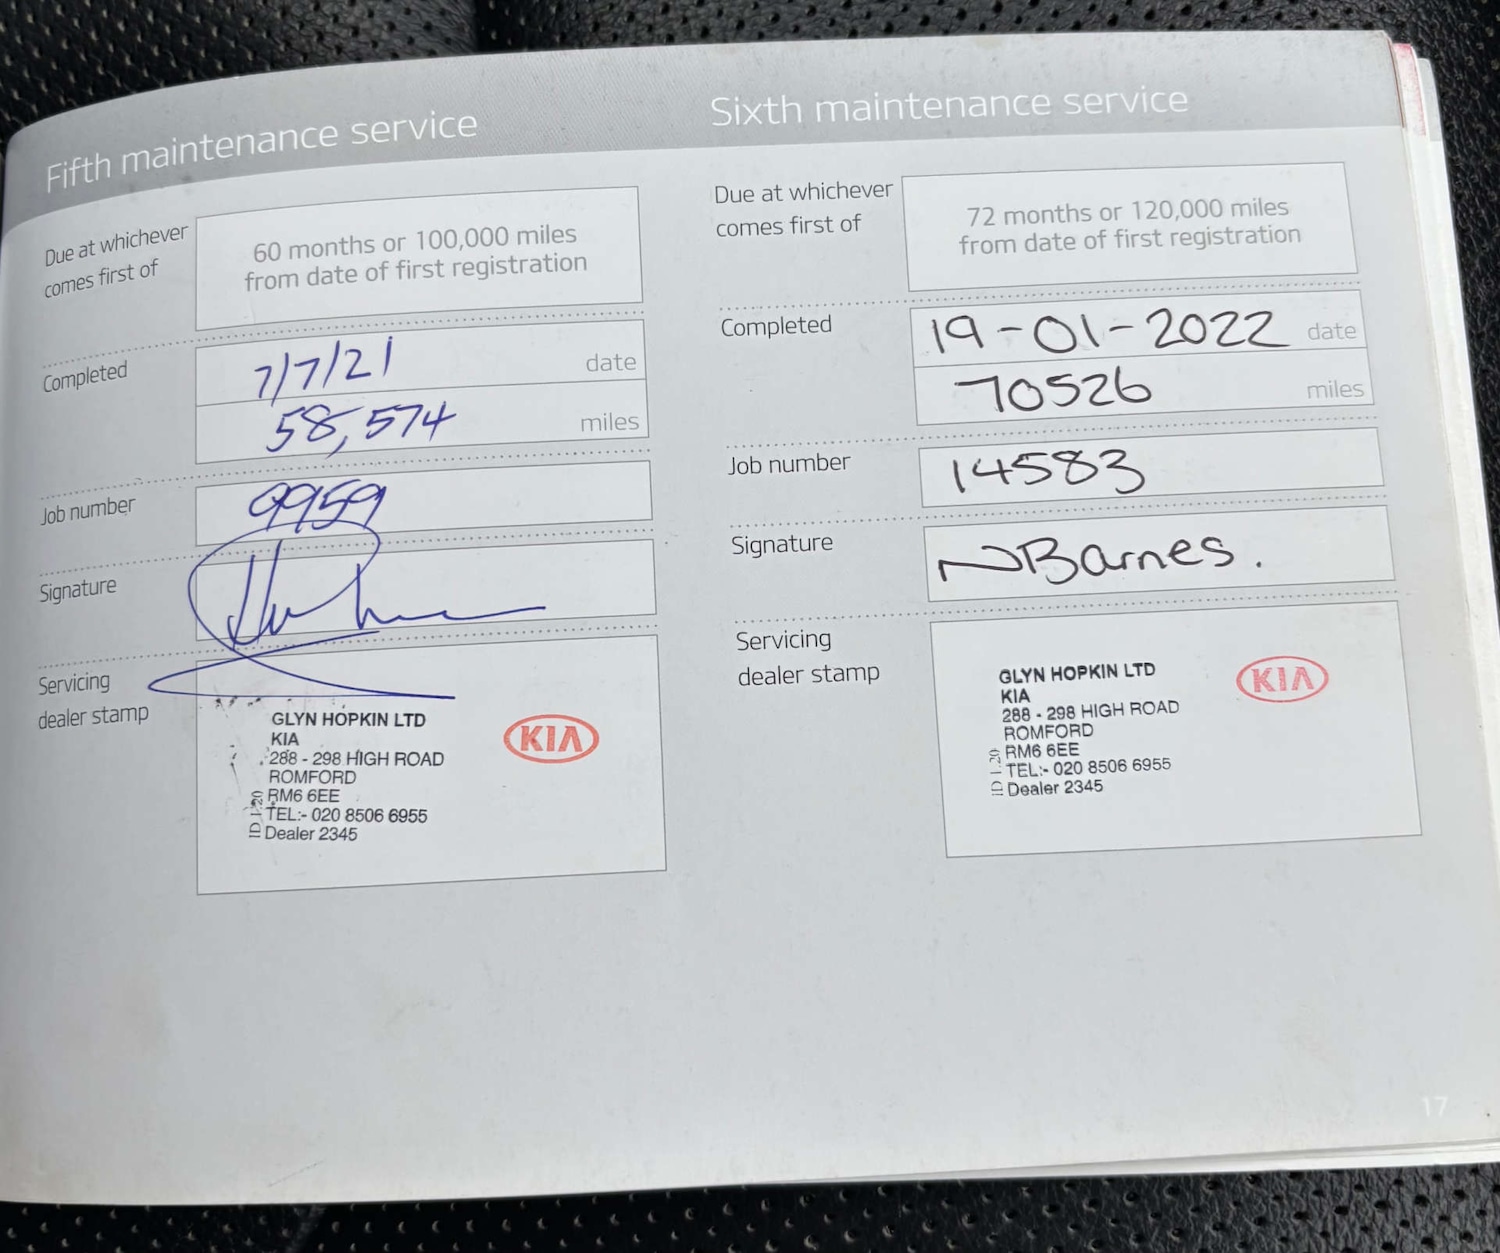 Fifth maintenance service
Due at whichever
comes first of
60 months or 100,000 miles
from date of first registration
Completed
7/7/21 date
58,574 miles
Job number
9959
Signature
Servicing
dealer stamp
GLYN HOPKIN LTD
KIA
288 - 298 HIGH ROAD
ROMFORD
RM6 6EE
TEL:- 020 8506 6955
Dealer 2345
KIA
Sixth maintenance service
Due at whichever
comes first of
72 months or 120,000 miles
from date of first registration
Completed
19-01-2022 date
70526 miles
Job number
14583
Signature
NBarnes.
Servicing
dealer stamp
GLYN HOPKIN LTD
KIA
288 - 298 HIGH ROAD
ROMFORD
RM6 6EE
TEL:- 020 8506 6955
Dealer 2345
KIA
17